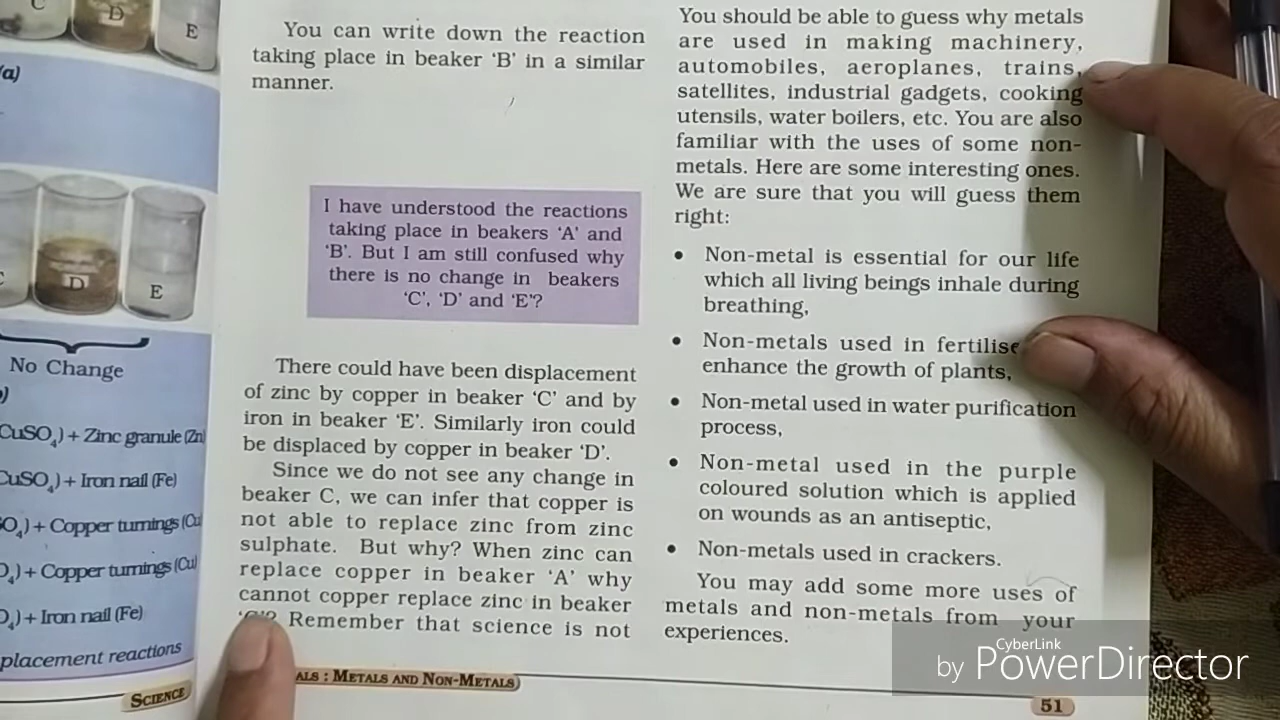 C
D
E
(a)
D
E
No Change
CuSO4) + Zinc granule (Zn)
CuSO4) + Iron nail (Fe)
SO4) + Copper turnings (Cu
4) + Copper turnings (Cu)
4) + Iron nail (Fe)
placement reactions
SCIENCE
You can write down the reaction
taking place in beaker ‘B’ in a similar
manner.
I have understood the reactions
taking place in beakers ‘A’ and
‘B’. But I am still confused why
there is no change in beakers
‘C’, ‘D’ and ‘E’?
There could have been displacement
of zinc by copper in beaker ‘C’ and by
iron in beaker ‘E’. Similarly iron could
be displaced by copper in beaker ‘D’.
Since we do not see any change in
beaker C, we can infer that copper is
not able to replace zinc from zinc
sulphate. But why? When zinc can
replace copper in beaker ‘A’ why
cannot copper replace zinc in beaker
Remember that science is not
ALS : METALS AND NON-METALS
You should be able to guess why metals
are used in making machinery,
automobiles, aeroplanes, trains,
satellites, industrial gadgets, cooking
utensils, water boilers, etc. You are also
familiar with the uses of some non-
metals. Here are some interesting ones.
We are sure that you will guess them
right:
• Non-metal is essential for our life
which all living beings inhale during
breathing,
• Non-metals used in fertilise
enhance the growth of plants,
• Non-metal used in water purification
process,
• Non-metal used in the purple
coloured solution which is applied
on wounds as an antiseptic,
• Non-metals used in crackers.
You may add some more uses of
metals and non-metals from your
experiences.
51
CyberLink
by PowerDirector